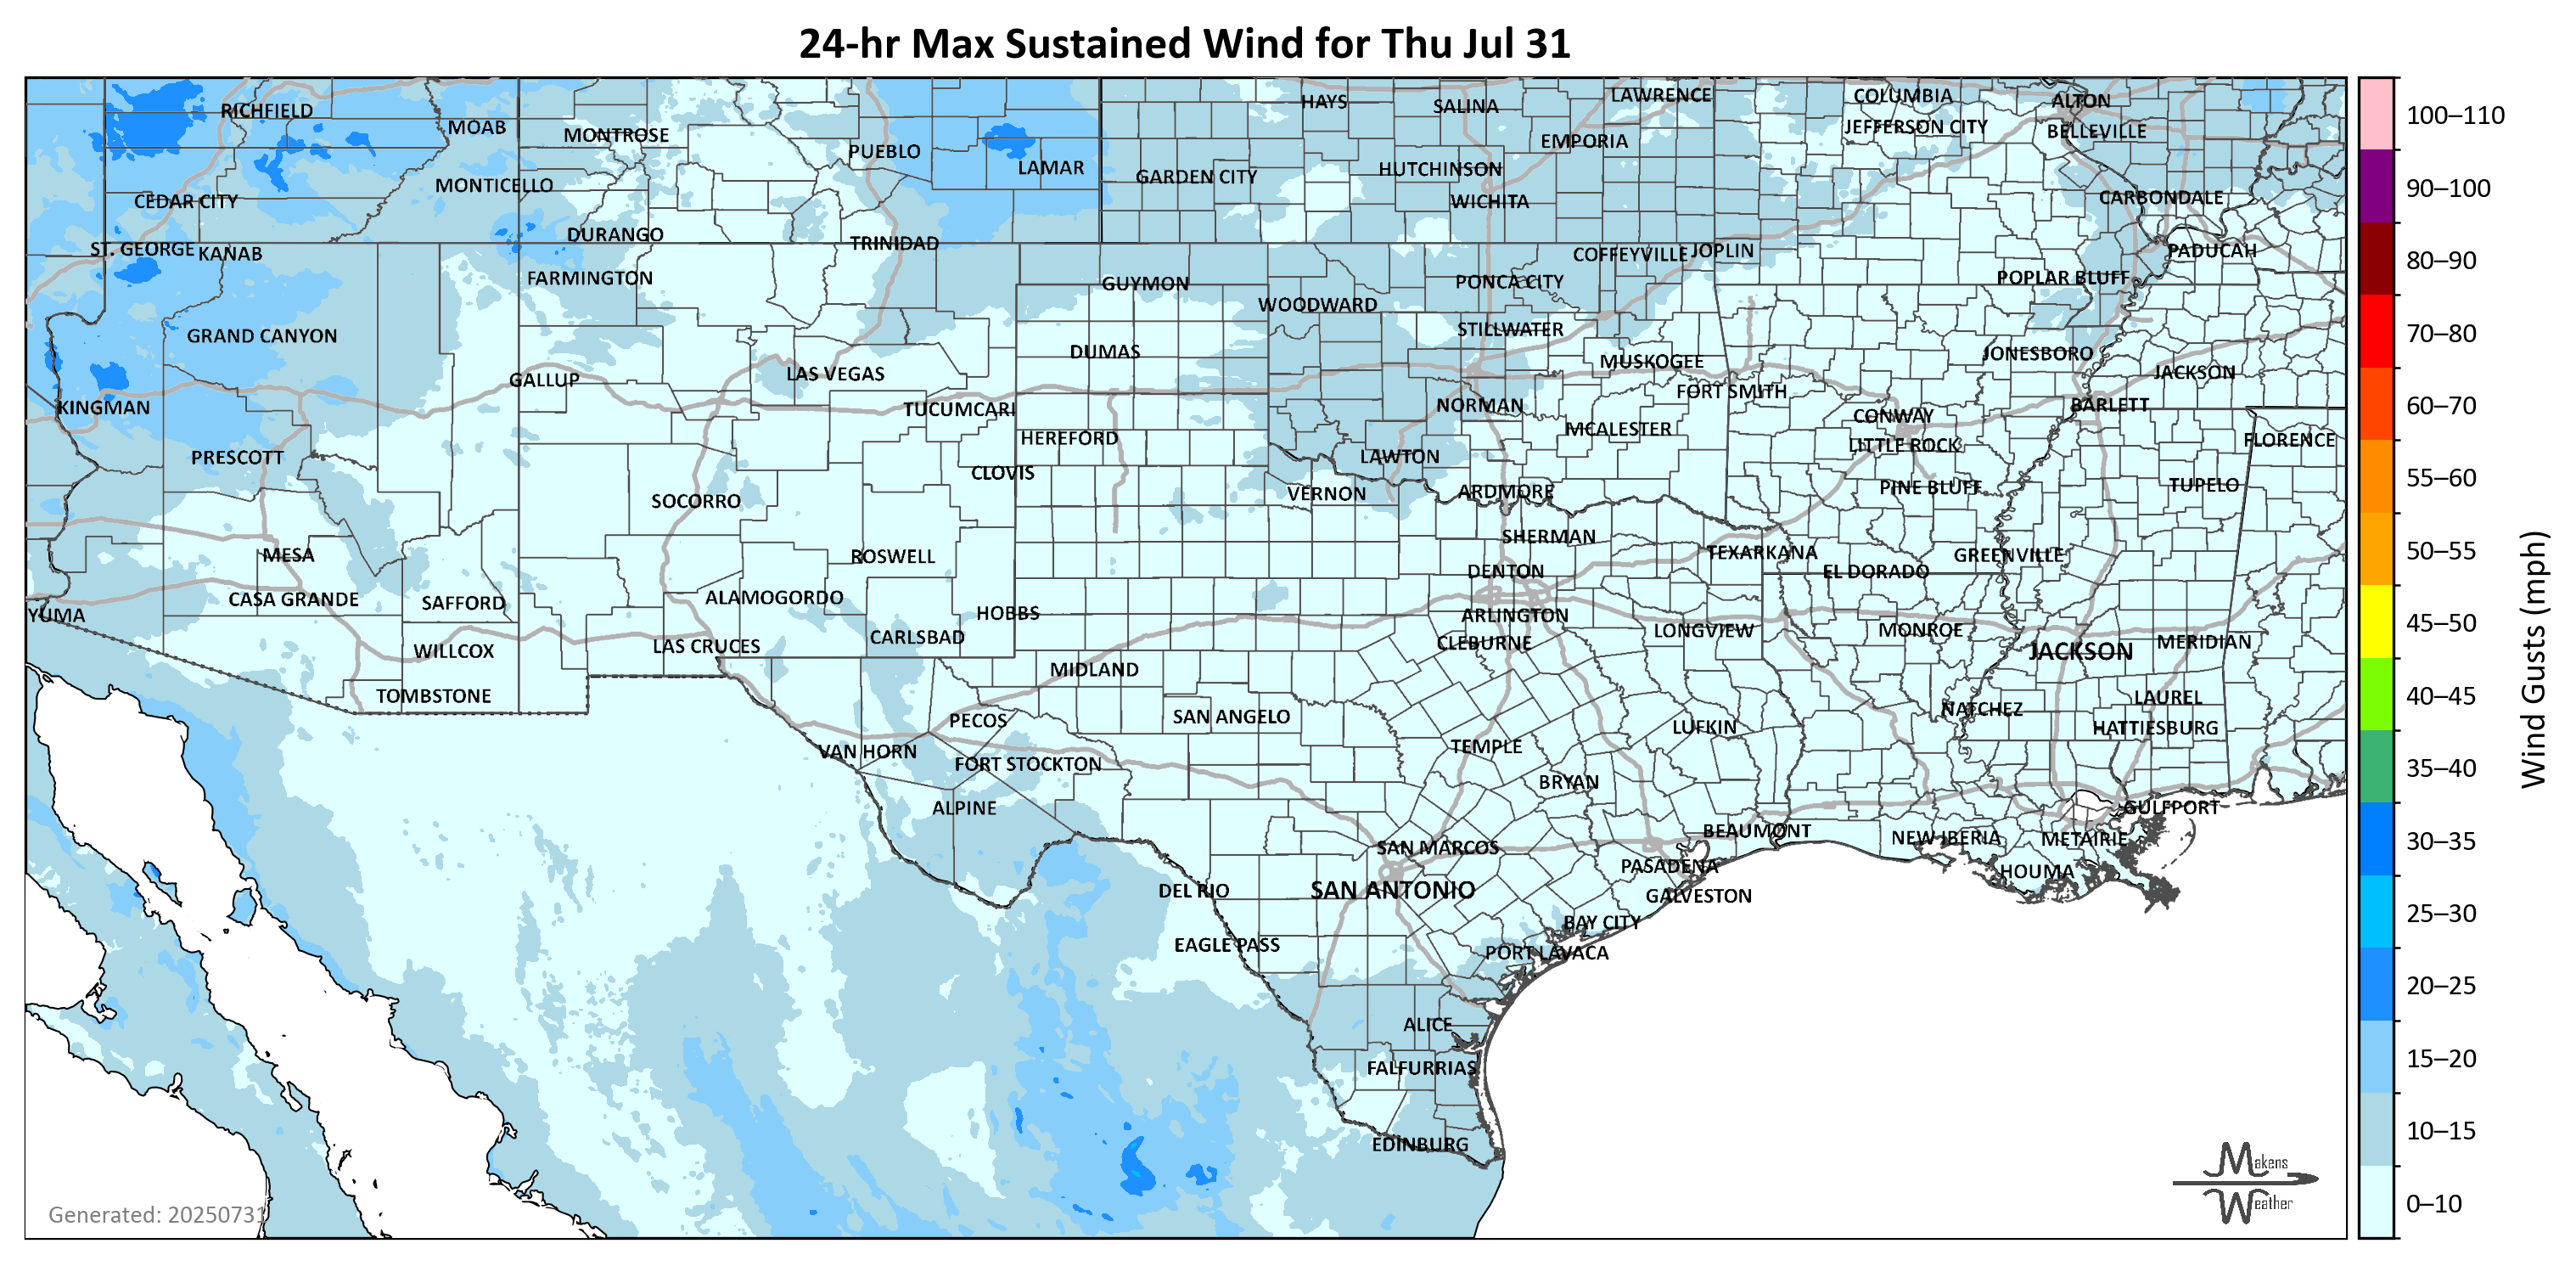 24-hr Max Sustained Wind for Thu Jul 31
RICHFIELD
MOAB
MONTROSE
PUEBLO
LAMAR
HAYS
SALINA
LAWRENCE
COLUMBIA
ALTON
EMPORIA
JEFFERSON CITY
BELLEVILLE
MONTICELLO
GARDEN CITY
HUTCHINSON
WICHITA
CARBONDALE
CEDAR CITY
DURANGO
TRINIDAD
ST. GEORGE
KANAB
COFFEYVILLE
JOPLIN
PADUCAH
FARMINGTON
GUYMON
PONCA CITY
POPLAR BLUFF
WOODWARD
GRAND CANYON
STILLWATER
DUMAS
MUSKOGEE
JONESBORO
GALLUP
LAS VEGAS
FORT SMITH
JACKSON
KINGMAN
TUCUMCARI
NORMAN
CONWAY
BARLETT
HEREFORD
MCALESTER
LITTLE ROCK
FLORENCE
PRESCOTT
CLOVIS
LAWTON
SOCORRO
VERNON
ARDMORE
PINE BLUFF
TUPELO
MESA
ROSWELL
SHERMAN
TEXARKANA
GREENVILLE
DENTON
EL DORADO
YUMA
CASA GRANDE
SAFFORD
ALAMOGORDO
HOBBS
ARLINGTON
WILLCOX
LAS CRUCES
CARLSBAD
CLEBURNE
LONGVIEW
MONROE
JACKSON
MERIDIAN
TOMBSTONE
MIDLAND
PECOS
SAN ANGELO
LUFKIN
NATCHEZ
LAUREL
HATTIESBURG
VAN HORN
FORT STOCKTON
TEMPLE
BRYAN
ALPINE
GULFPORT
SAN MARCOS
BEAUMONT
NEW IBERIA
METAIRIE
DEL RIO
SAN ANTONIO
PASADENA
GALVESTON
HOUMA
EAGLE PASS
BAY CITY
PORT LAVACA
ALICE
FALFURRIAS
EDINBURG
Generated: 20250731
Makens
Weather
100–110
90–100
80–90
70–80
60–70
55–60
50–55
45–50
40–45
35–40
30–35
25–30
20–25
15–20
10–15
0–10
Wind Gusts (mph)